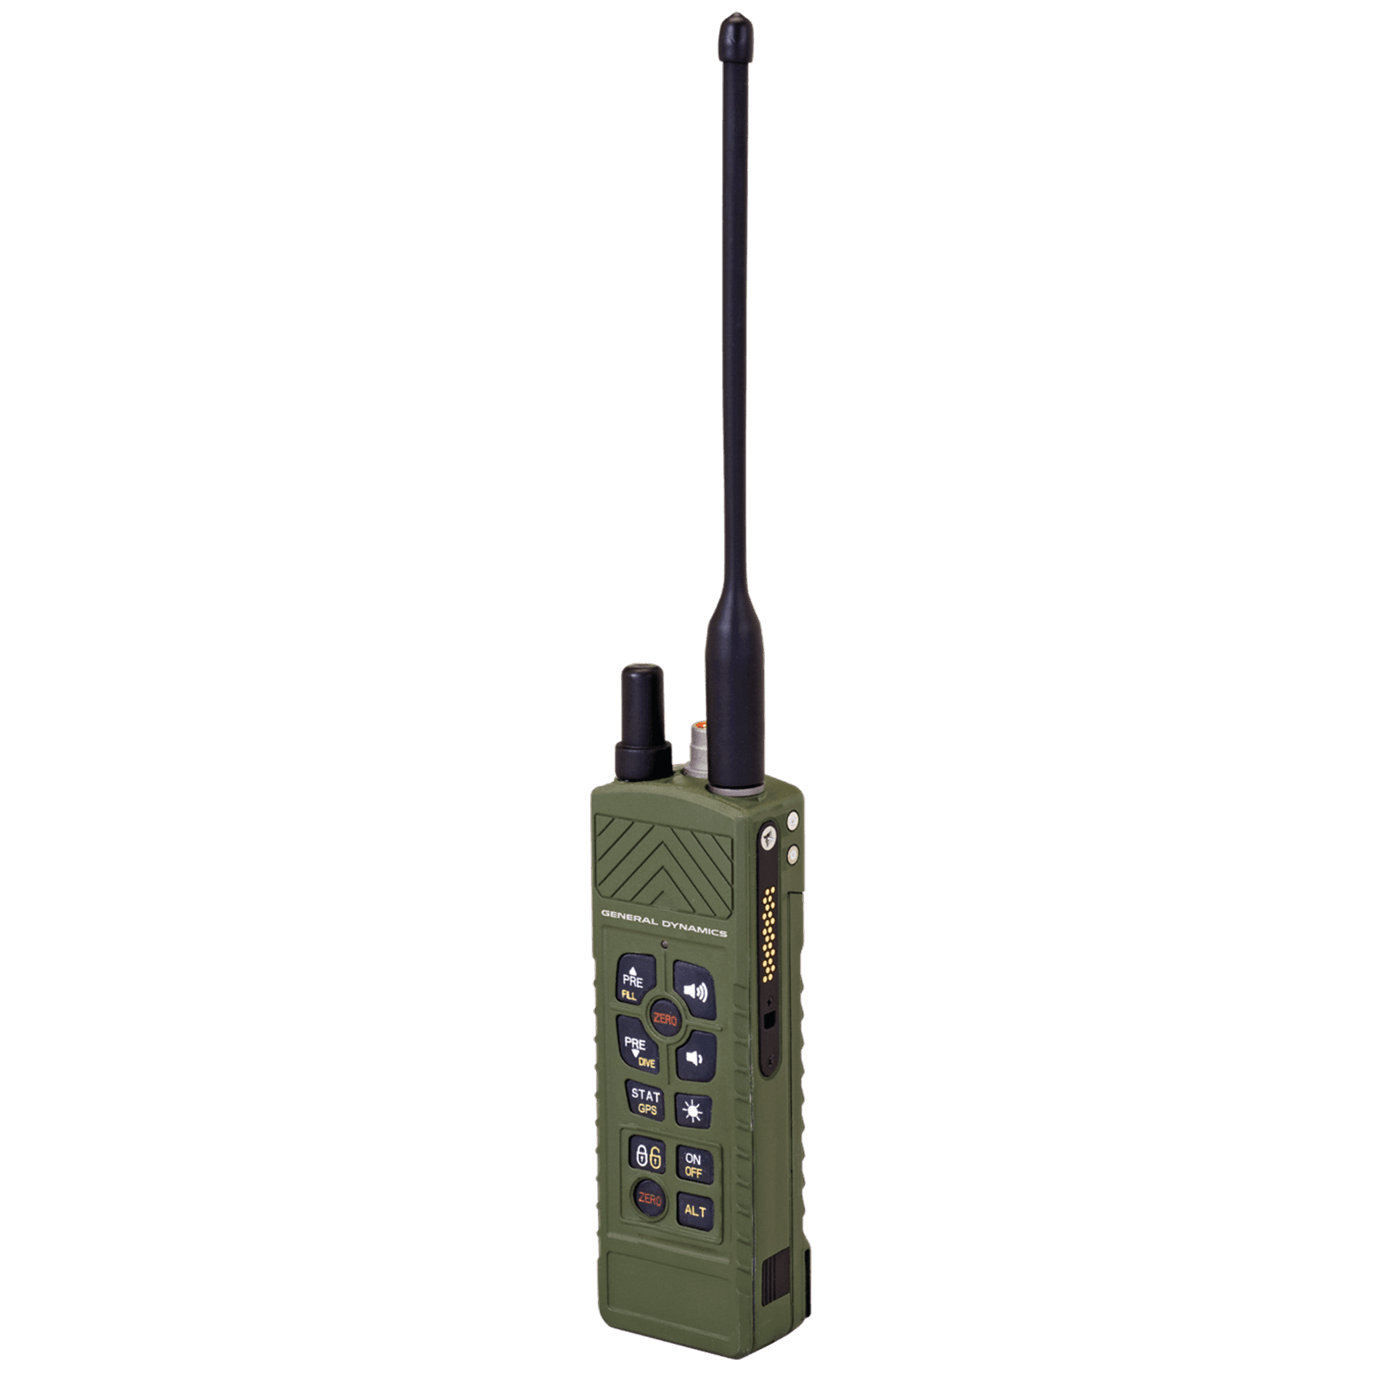 GENERAL DYNAMICS
PRE
FILL
ZERO
PRE
DIVE
STAT
GPS
ON
OFF
ZERO
ALT